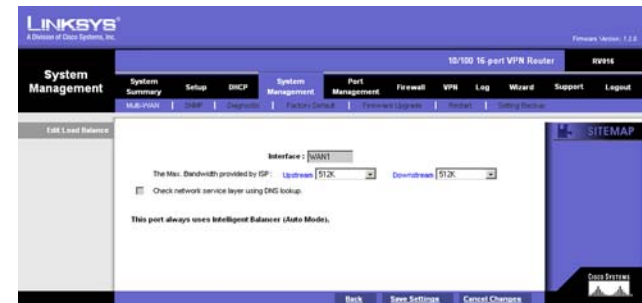 LINKSYS®
A Division of Cisco Systems, Inc.
Firmware Version: 1.2.0
10/100 16-port VPN Router
RV016
System Management
System Summary
Setup
DHCP
System Management
Port Management
Firewall
VPN
Log
Wizard
Support
Logout
Multi-WAN | SNMP | Diagnostic | Factory Default | Firmware Upgrade | Restart | Setting Backup
Edit Load Balance
SITEMAP
Interface : WAN1
The Max. Bandwidth provided by ISP : Upstream 512K Downstream 512K
Check network service layer using DNS lookup.
This port always uses Intelligent Balancer (Auto Mode).
CISCO SYSTEMS
Back
Save Settings
Cancel Changes